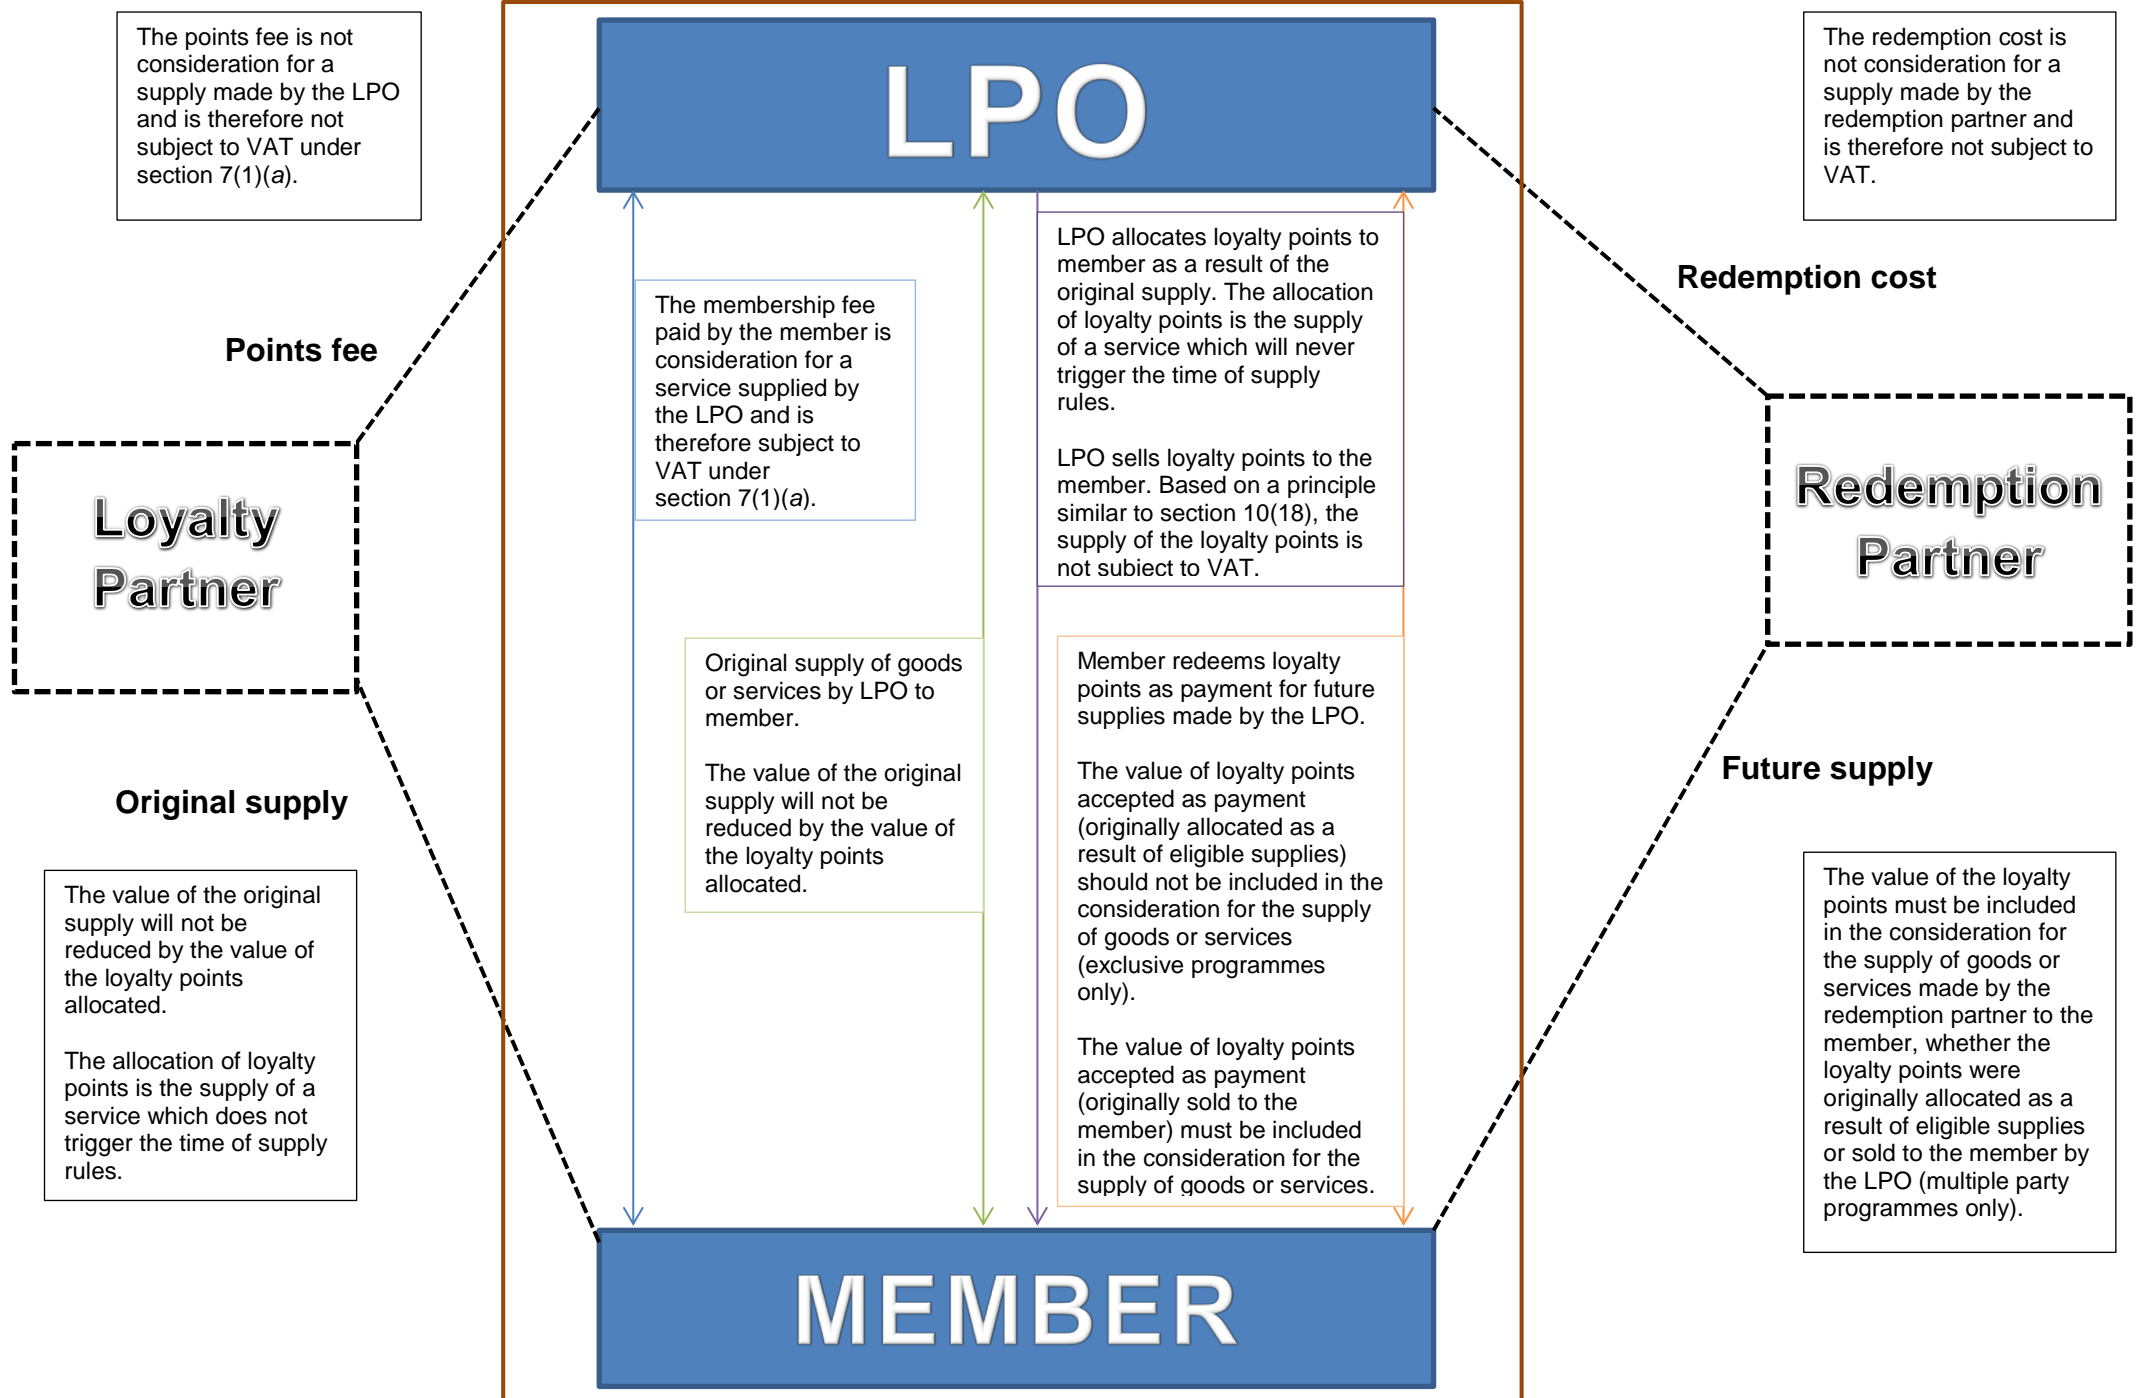 The points fee is not
consideration for a
supply made by the LPO
and is therefore not
subject to VAT under
section 7(1)(a).
LPO
The redemption cost is
not consideration for a
supply made by the
redemption partner and
is therefore not subject to
VAT.
Points fee
Redemption cost
The membership fee
paid by the member is
consideration for a
service supplied by
the LPO and is
therefore subject to
VAT under
section 7(1)(a).
LPO allocates loyalty points to
member as a result of the
original supply. The allocation
of loyalty points is the supply
of a service which will never
trigger the time of supply
rules.
LPO sells loyalty points to the
member. Based on a principle
similar to section 10(18), the
supply of the loyalty points is
not subject to VAT.
Loyalty
Partner
Redemption
Partner
Original supply of goods
or services by LPO to
member.
The value of the original
supply will not be
reduced by the value of
the loyalty points
allocated.
Member redeems loyalty
points as payment for future
supplies made by the LPO.
The value of loyalty points
accepted as payment
(originally allocated as a
result of eligible supplies)
should not be included in the
consideration for the supply
of goods or services
(exclusive programmes
only).
The value of loyalty points
accepted as payment
(originally sold to the
member) must be included
in the consideration for the
supply of goods or services.
Original supply
Future supply
The value of the original
supply will not be
reduced by the value of
the loyalty points
allocated.
The allocation of loyalty
points is the supply of a
service which does not
trigger the time of supply
rules.
The value of the loyalty
points must be included
in the consideration for
the supply of goods or
services made by the
redemption partner to the
member, whether the
loyalty points were
originally allocated as a
result of eligible supplies
or sold to the member by
the LPO (multiple party
programmes only).
MEMBER